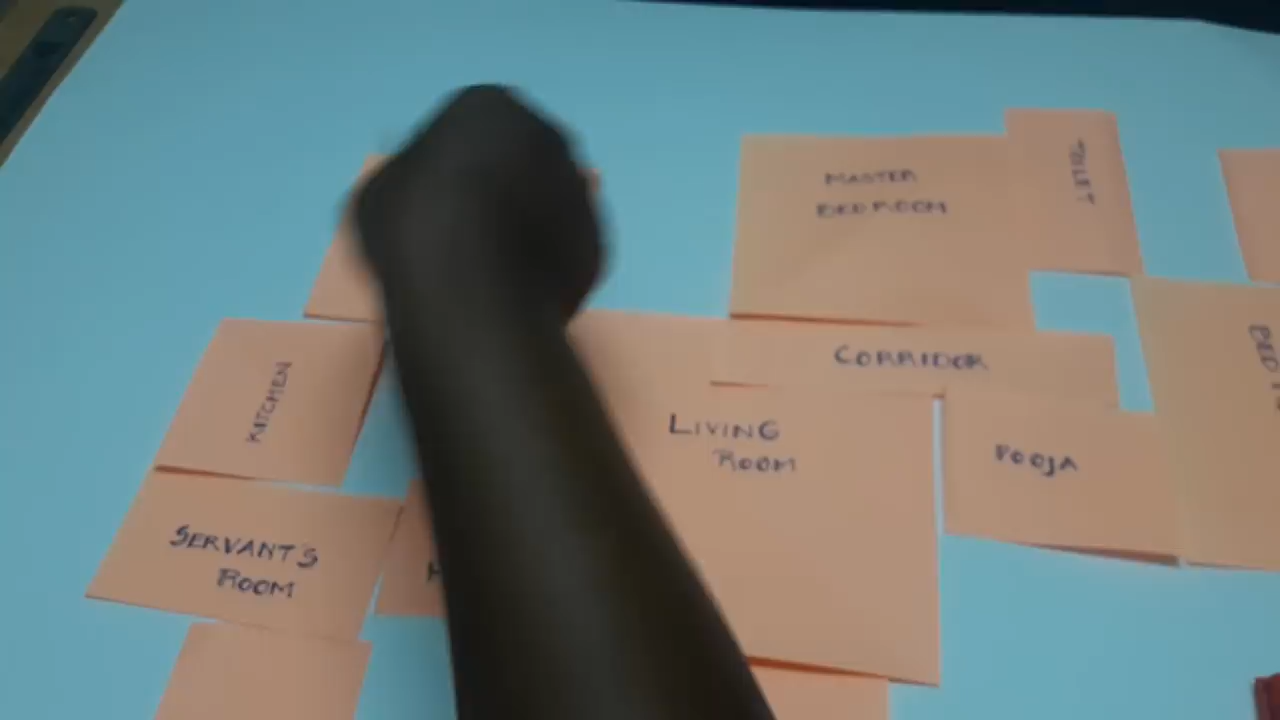 MASTER
BEDROOM
TOILET
CORRIDOR
KITCHEN
LIVING
ROOM
POOJA
SERVANT'S
ROOM